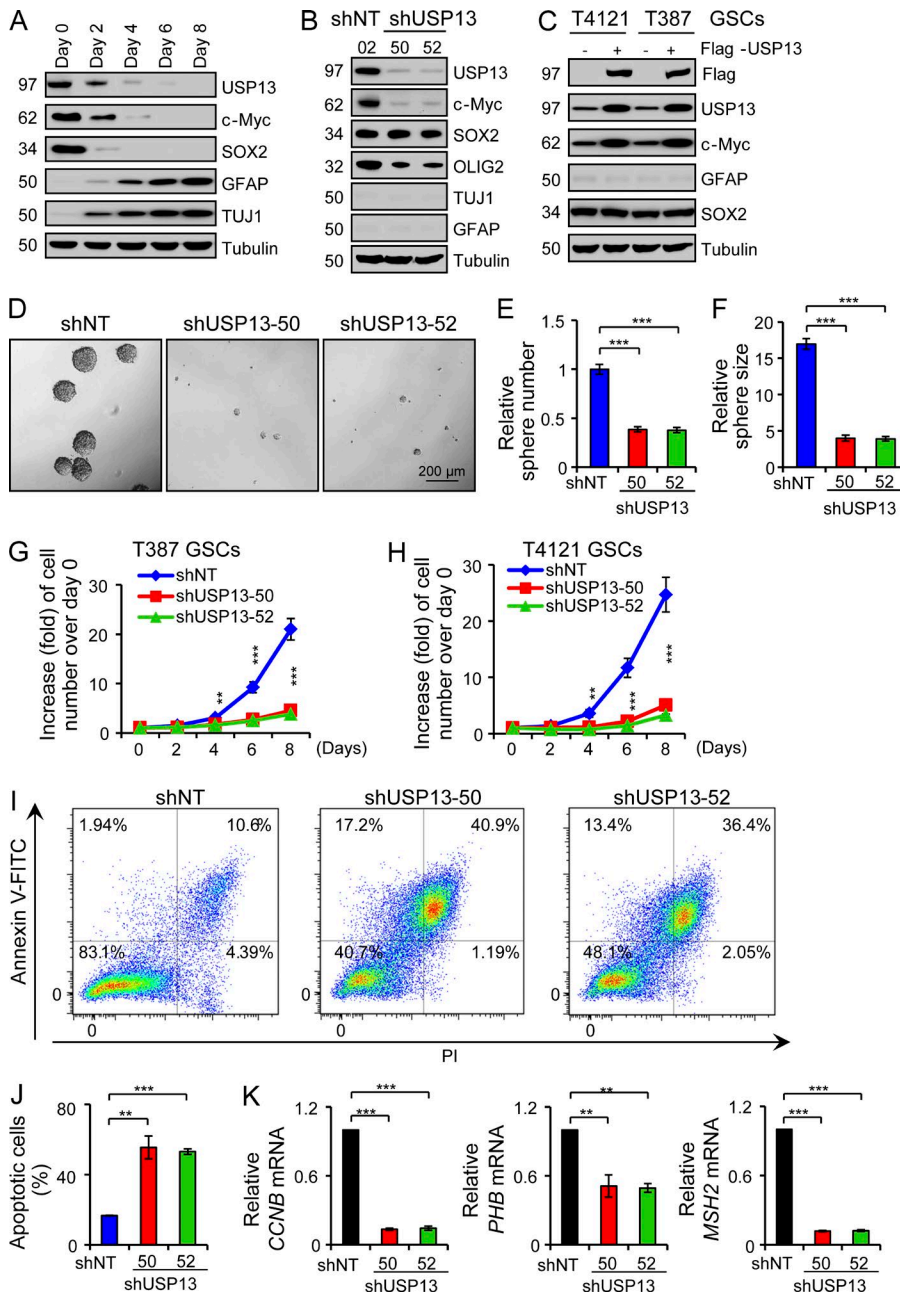 A
Day 0
Day 2
Day 4
Day 6
Day 8
97 USP13
62 c-Myc
34 SOX2
50 GFAP
50 TUJ1
50 Tubulin
B
shNT shUSP13
02 50 52
97 USP13
62 c-Myc
34 SOX2
32 OLIG2
50 TUJ1
50 GFAP
50 Tubulin
C
T4121 T387 GSCs
- + - + Flag -USP13
97 Flag
97 USP13
62 c-Myc
50 GFAP
34 SOX2
50 Tubulin
D
shNT shUSP13-50 shUSP13-52
200 µm
E
Relative
sphere number
1.5
1
0.5
0
***
***
shNT 50 52
shUSP13
F
Relative
sphere size
20
15
10
5
0
***
***
shNT 50 52
shUSP13
G
T387 GSCs
shNT
shUSP13-50
shUSP13-52
Increase (fold) of cell
number over day 0
30
20
10
0
**
***
***
0 2 4 6 8 (Days)
H
T4121 GSCs
shNT
shUSP13-50
shUSP13-52
Increase (fold) of cell
number over day 0
30
20
10
0
**
***
***
0 2 4 6 8 (Days)
I
shNT shUSP13-50 shUSP13-52
Annexin V-FITC
1.94% 10.6%
83.1% 4.39%
0
0
17.2% 40.9%
40.7% 1.19%
0
0
13.4% 36.4%
48.1% 2.05%
0
0
PI
J
Apoptotic cells
(%)
80
40
0
***
**
shNT 50 52
shUSP13
K
Relative
CCNB mRNA
1.2
0.6
0
***
***
shNT 50 52
shUSP13
Relative
PHB mRNA
1.2
0.6
0
**
**
shNT 50 52
shUSP13
Relative
MSH2 mRNA
1.2
0.6
0
***
***
shNT 50 52
shUSP13